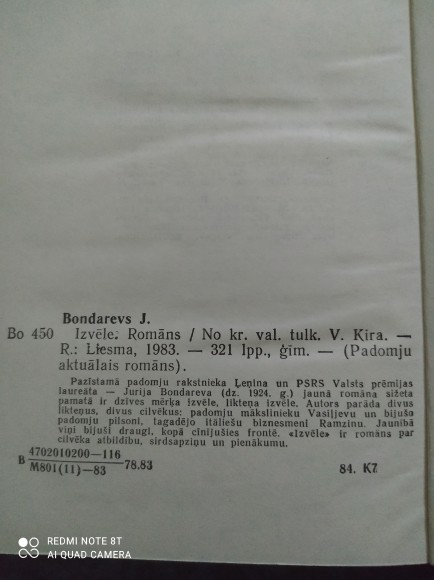 Bondarevs J.
Bo 450 Izvēle: Romāns / No kr. val. tulk. V. Ķira. —
R.: Liesma, 1983. — 321 lpp., ģīm. — (Padomju
aktuālais romāns).
Pazīstamā padomju rakstnieka Ļeņina un PSRS Valsts prēmijas
laureāta — Jurija Bondareva (dz. 1924. g.) jaunā romāna sižeta
pamatā ir dzīves mērķa izvēle, likteņa izvēle. Autors parāda divus
likteņus, divus cilvēkus: padomju mākslinieku Vasiļjevu un bijušo
padomju pilsoni, tagadējo itāliešu biznesmeni Ramzinu. Jaunībā
viņi bijuši draugi, kopā cīnījušies frontē. «Izvēle» ir romāns par
cilvēka atbildību, sirdsapziņu un pienākumu.
B 4702010200—116
M801(11)—83 78.83 84. K7
REDMI NOTE 8T
AI QUAD CAMERA